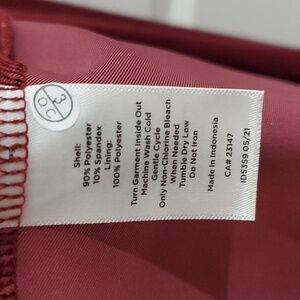 Shell:
90% Polyester
10% Spandex
Lining:
100% Polyester
Turn Garment Inside Out
Machine Wash Cold
Gentle Cycle
Only Non-Chlorine Bleach
When Needed
Tumble Dry Low
Do Not Iron
Made in Indonesia
CA# 23147
ID5359 05/21